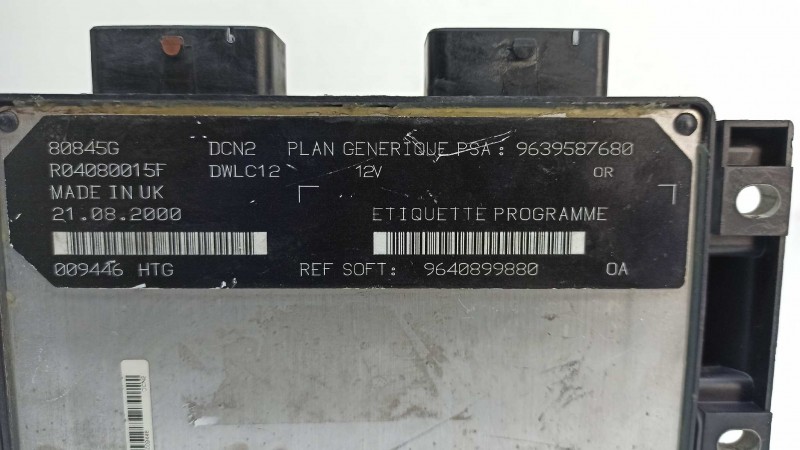 80845G DCN2 PLAN GENERIQUE PSA : 9639587680
R04080015F DWLC12 12V OR
MADE IN UK
21.08.2000 ETIQUETTE PROGRAMME
009446 HTG REF SOFT: 9640899880 OA